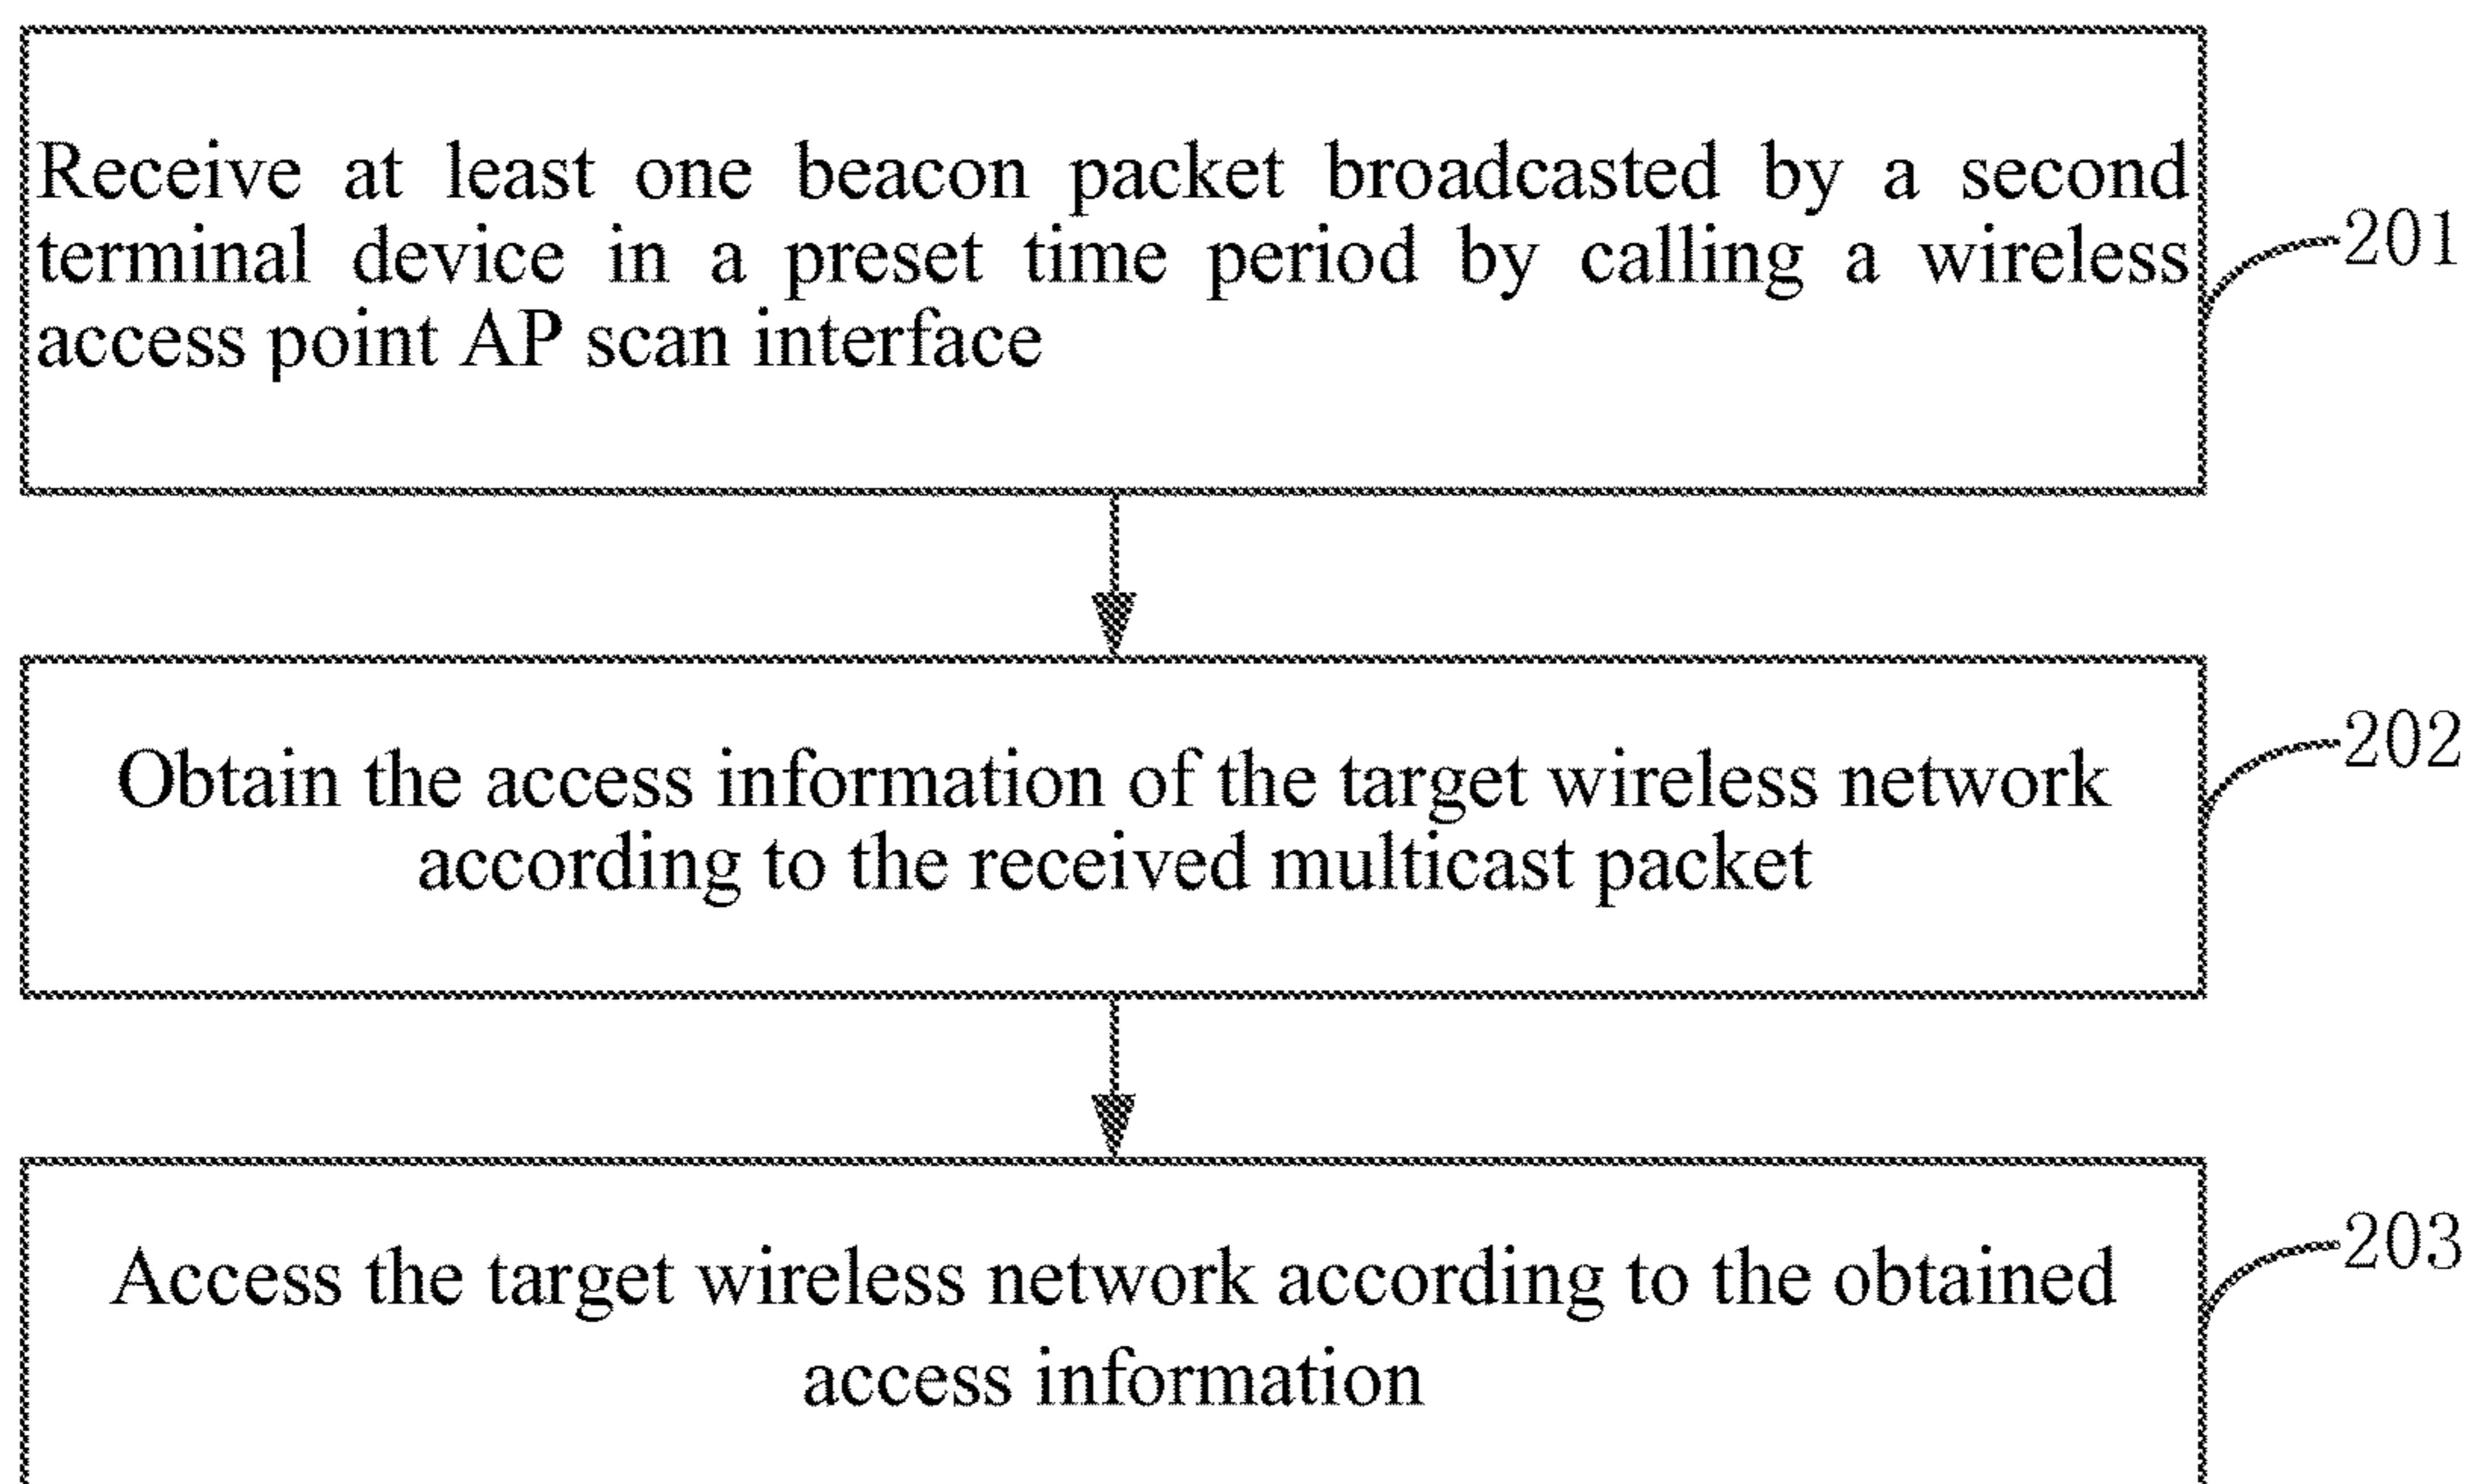 Receive at least one beacon packet broadcasted by a second
terminal device in a preset time period by calling a wireless
access point AP scan interface
201
Obtain the access information of the target wireless network
according to the received multicast packet
202
Access the target wireless network according to the obtained
access information
203